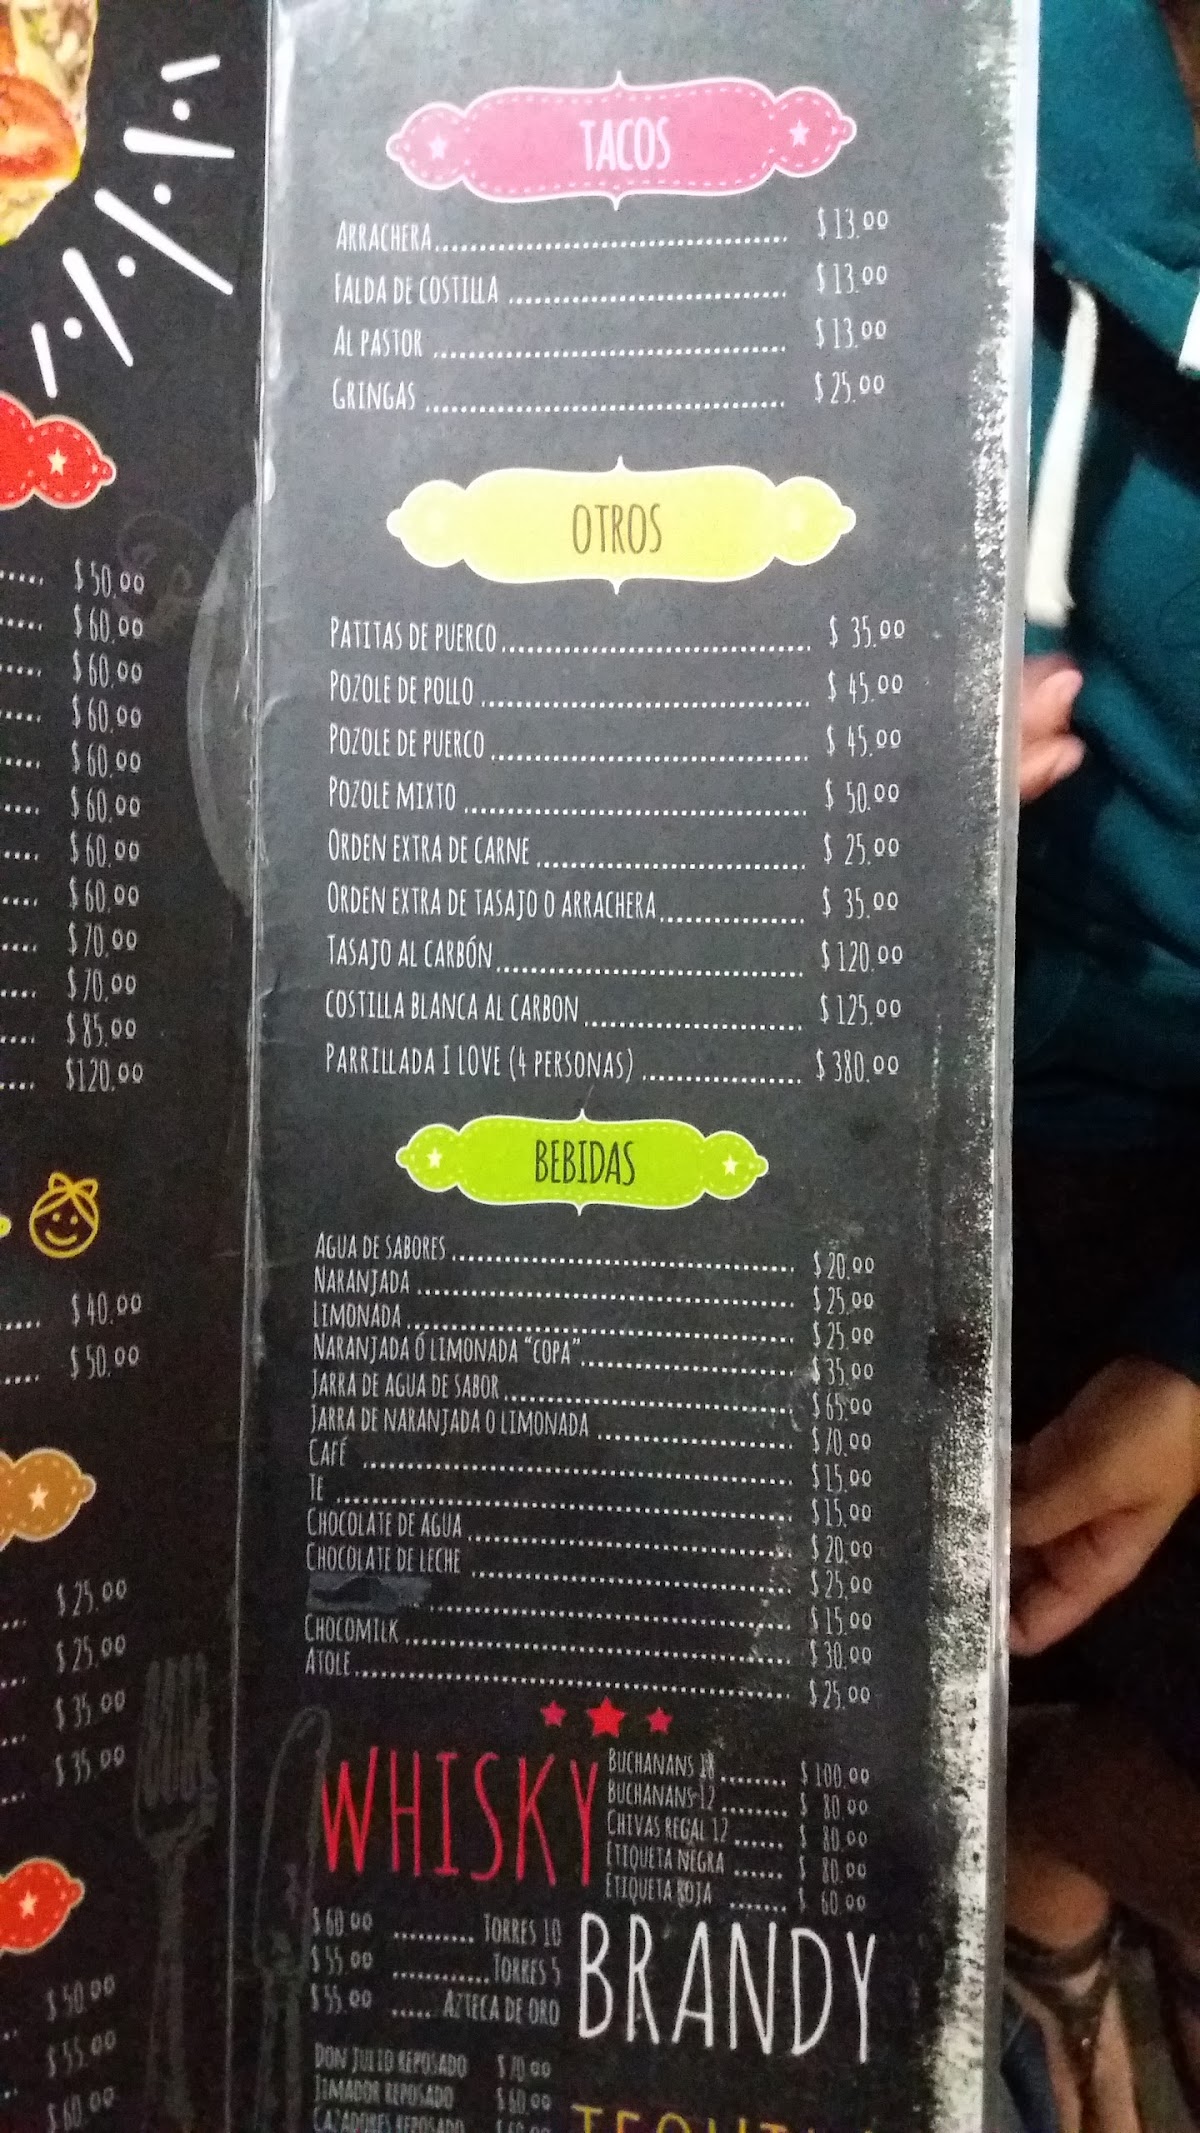 $50.00
$60.00
$60.00
$60.00
$60.00
$60.00
$60.00
$60.00
$70.00
$70.00
$85.00
$120.00
$40.00
$50.00
$25.00
$25.00
$35.00
$35.00
$50.00
$55.00
$60.00
TACOS
ARRACHERA $13.00
FALDA DE COSTILLA $13.00
AL PASTOR $13.00
GRINGAS $25.00
OTROS
PATITAS DE PUERCO $ 35.00
POZOLE DE POLLO $ 45.00
POZOLE DE PUERCO $ 45.00
POZOLE MIXTO $ 50.00
ORDEN EXTRA DE CARNE $ 25.00
ORDEN EXTRA DE TASAJO O ARRACHERA $ 35.00
TASAJO AL CARBÓN $120.00
COSTILLA BLANCA AL CARBON $125.00
PARRILLADA I LOVE (4 PERSONAS) $380.00
BEBIDAS
AGUA DE SABORES $20.00
NARANJADA $25.00
LIMONADA $25.00
NARANJADA Ó LIMONADA "COPA" $35.00
JARRA DE AGUA DE SABOR $65.00
JARRA DE NARANJADA O LIMONADA $70.00
CAFÉ $15.00
TE $15.00
CHOCOLATE DE AGUA $20.00
CHOCOLATE DE LECHE $25.00
$15.00
CHOCOMILK $30.00
ATOLE $25.00
WHISKY
BUCHANANS 18 $100.00
BUCHANANS 12 $ 80.00
CHIVAS REGAL 12 $ 80.00
ETIQUETA NEGRA $ 80.00
ETIQUETA ROJA $ 60.00
$60.00 TORRES 10
$55.00 TORRES 5
$55.00 AZTECA DE ORO
BRANDY
DON JULIO REPOSADO $70.00
JIMADOR REPOSADO $60.00
CAZADORES REPOSADO $60.00